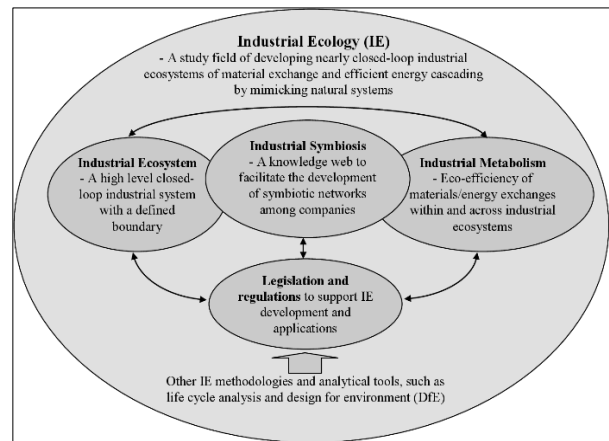 Industrial Ecology (IE)
- A study field of developing nearly closed-loop industrial
ecosystems of material exchange and efficient energy cascading
by mimicking natural systems
Industrial Ecosystem
- A high level closed-
loop industrial system
with a defined
boundary
Industrial Symbiosis
- A knowledge web to
facilitate the development
of symbiotic networks
among companies
Industrial Metabolism
- Eco-efficiency of
materials/energy exchanges
within and across industrial
ecosystems
Legislation and
regulations to support IE
development and
applications
Other IE methodologies and analytical tools, such as
life cycle analysis and design for environment (DfE)